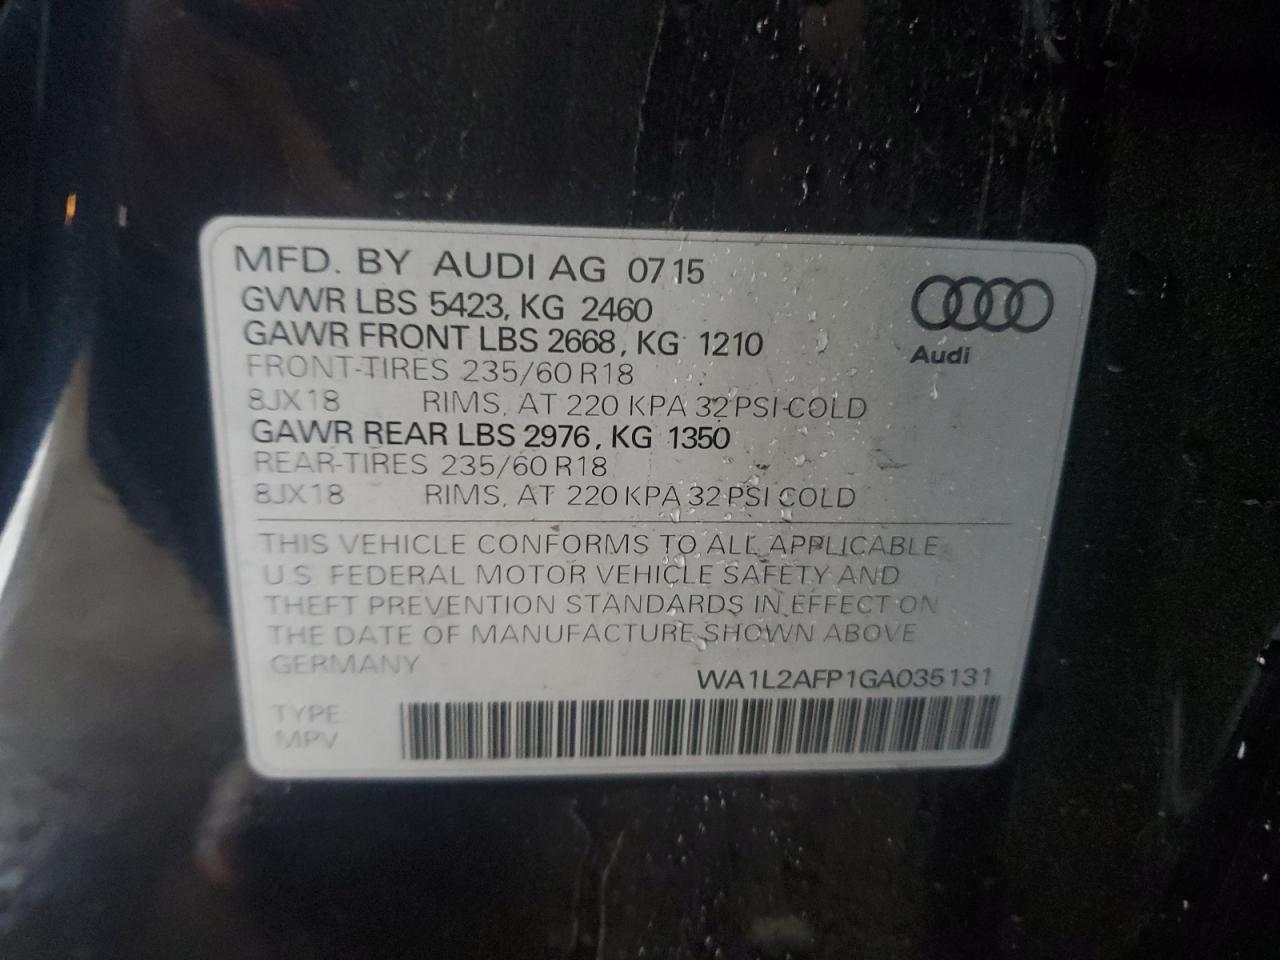 MFD. BY AUDI AG 07 15
GVWR LBS 5423, KG 2460
GAWR FRONT LBS 2668, KG 1210
FRONT-TIRES 235/60 R18
8JX18 RIMS, AT 220 KPA 32 PSI COLD
GAWR REAR LBS 2976, KG 1350
REAR-TIRES 235/60 R18
8JX18 RIMS, AT 220 KPA 32 PSI COLD
Audi
THIS VEHICLE CONFORMS TO ALL APPLICABLE
U.S FEDERAL MOTOR VEHICLE SAFETY AND
THEFT PREVENTION STANDARDS IN EFFECT ON
THE DATE OF MANUFACTURE SHOWN ABOVE
GERMANY
WA1L2AFP1GA035131
TYPE
MPV